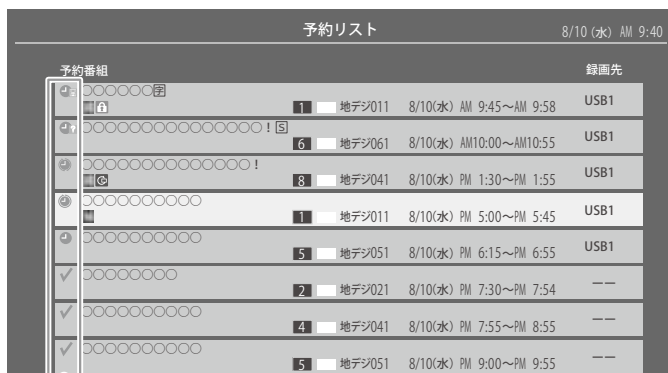 予約リスト
8/10 (水) AM 9:40
予約番組
録画先
○○○○○○字
1 地デジ011 8/10(水) AM 9:45～AM 9:58 USB1
○○○○○○○○○○○○○○○!S
6 地デジ061 8/10(水) AM10:00～AM10:55 USB1
○○○○○○○○○○○○○○!
8 地デジ041 8/10(水) PM 1:30～PM 1:55 USB1
○○○○○○○○○○
1 地デジ011 8/10(水) PM 5:00～PM 5:45 USB1
○○○○○○○○○○
5 地デジ051 8/10(水) PM 6:15～PM 6:55 USB1
○○○○○○○○
2 地デジ021 8/10(水) PM 7:30～PM 7:54 ーー
○○○○○○○○○○
4 地デジ041 8/10(水) PM 7:55～PM 8:55 ーー
○○○○○○○○○○
5 地デジ051 8/10(水) PM 9:00～PM 9:55 ーー